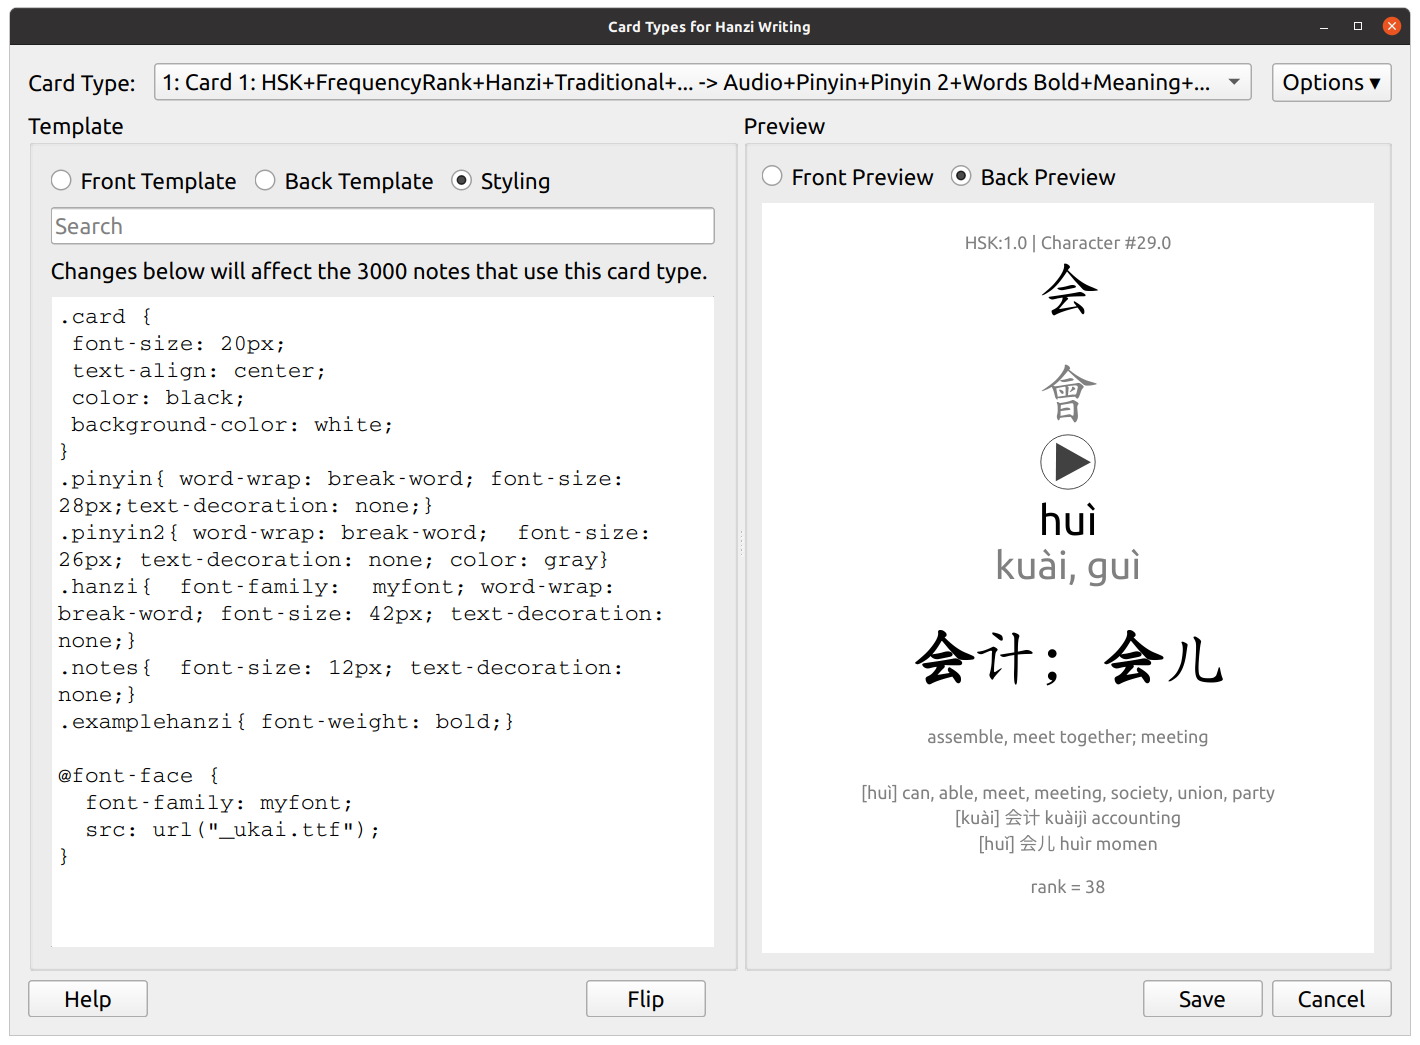 Card Types for Hanzi Writing
Card Type:
1: Card 1: HSK+FrequencyRank+Hanzi+Traditional+... -> Audio+Pinyin+Pinyin 2+Words Bold+Meaning+...
Options ▾
Template
Front Template
Back Template
Styling
Search
Changes below will affect the 3000 notes that use this card type.
.card {
font-size: 20px;
text-align: center;
color: black;
background-color: white;
}
.pinyin{ word-wrap: break-word; font-size:
28px;text-decoration: none;}
.pinyin2{ word-wrap: break-word;  font-size:
26px; text-decoration: none; color: gray}
.hanzi{  font-family:  myfont; word-wrap:
break-word; font-size: 42px; text-decoration:
none;}
.notes{  font-size: 12px; text-decoration:
none;}
.examplehanzi{ font-weight: bold;}
@font-face {
font-family: myfont;
src: url("_ukai.ttf");
}
Preview
Front Preview
Back Preview
HSK:1.0 | Character #29.0
会
會
huì
kuài, guì
会计；会儿
assemble, meet together; meeting
[huì] can, able, meet, meeting, society, union, party
[kuài] 会计 kuàijì accounting
[huǐ] 会儿 huìr momen
rank = 38
Help
Flip
Save
Cancel